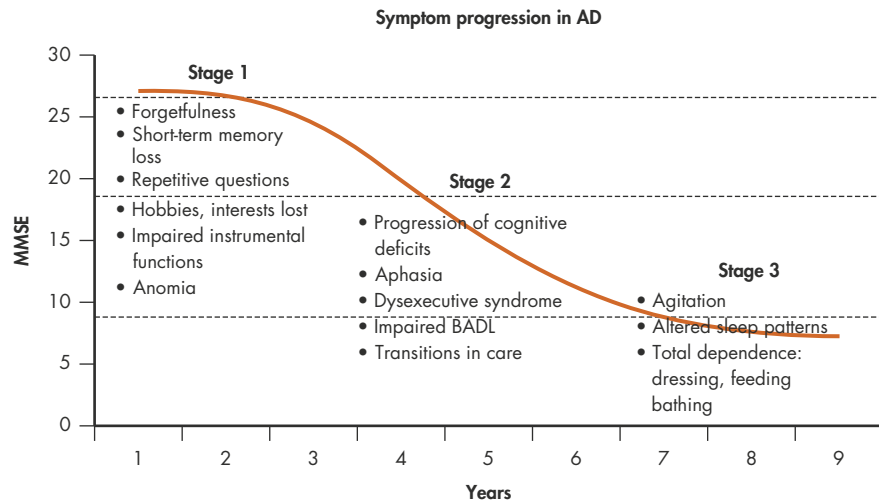 Symptom progression in AD
30
25
20
15
10
5
0
MMSE
Stage 1
• Forgetfulness
• Short-term memory
loss
• Repetitive questions
• Hobbies, interests lost
• Impaired instrumental
functions
• Anomia
Stage 2
• Progression of cognitive
deficits
• Aphasia
• Dysexecutive syndrome
• Impaired BADL
• Transitions in care
Stage 3
• Agitation
• Altered sleep patterns
• Total dependence:
dressing, feeding
bathing
1 2 3 4 5 6 7 8 9
Years